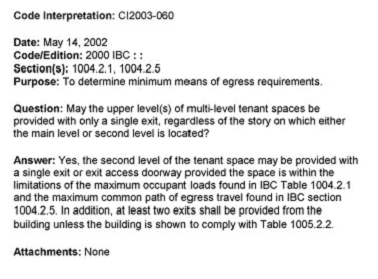 Code Interpretation: CI2003-060
Date: May 14, 2002
Code/Edition: 2000 IBC : :
Section(s): 1004.2.1, 1004.2.5
Purpose: To determine minimum means of egress requirements.
Question: May the upper level(s) of multi-level tenant spaces be
provided with only a single exit, regardless of the story on which either
the main level or second level is located?
Answer: Yes, the second level of the tenant space may be provided with
a single exit or exit access doorway provided the space is within the
limitations of the maximum occupant loads found in IBC Table 1004.2.1
and the maximum common path of egress travel found in IBC section
1004.2.5. In addition, at least two exits shall be provided from the
building unless the building is shown to comply with Table 1005.2.2.
Attachments: None